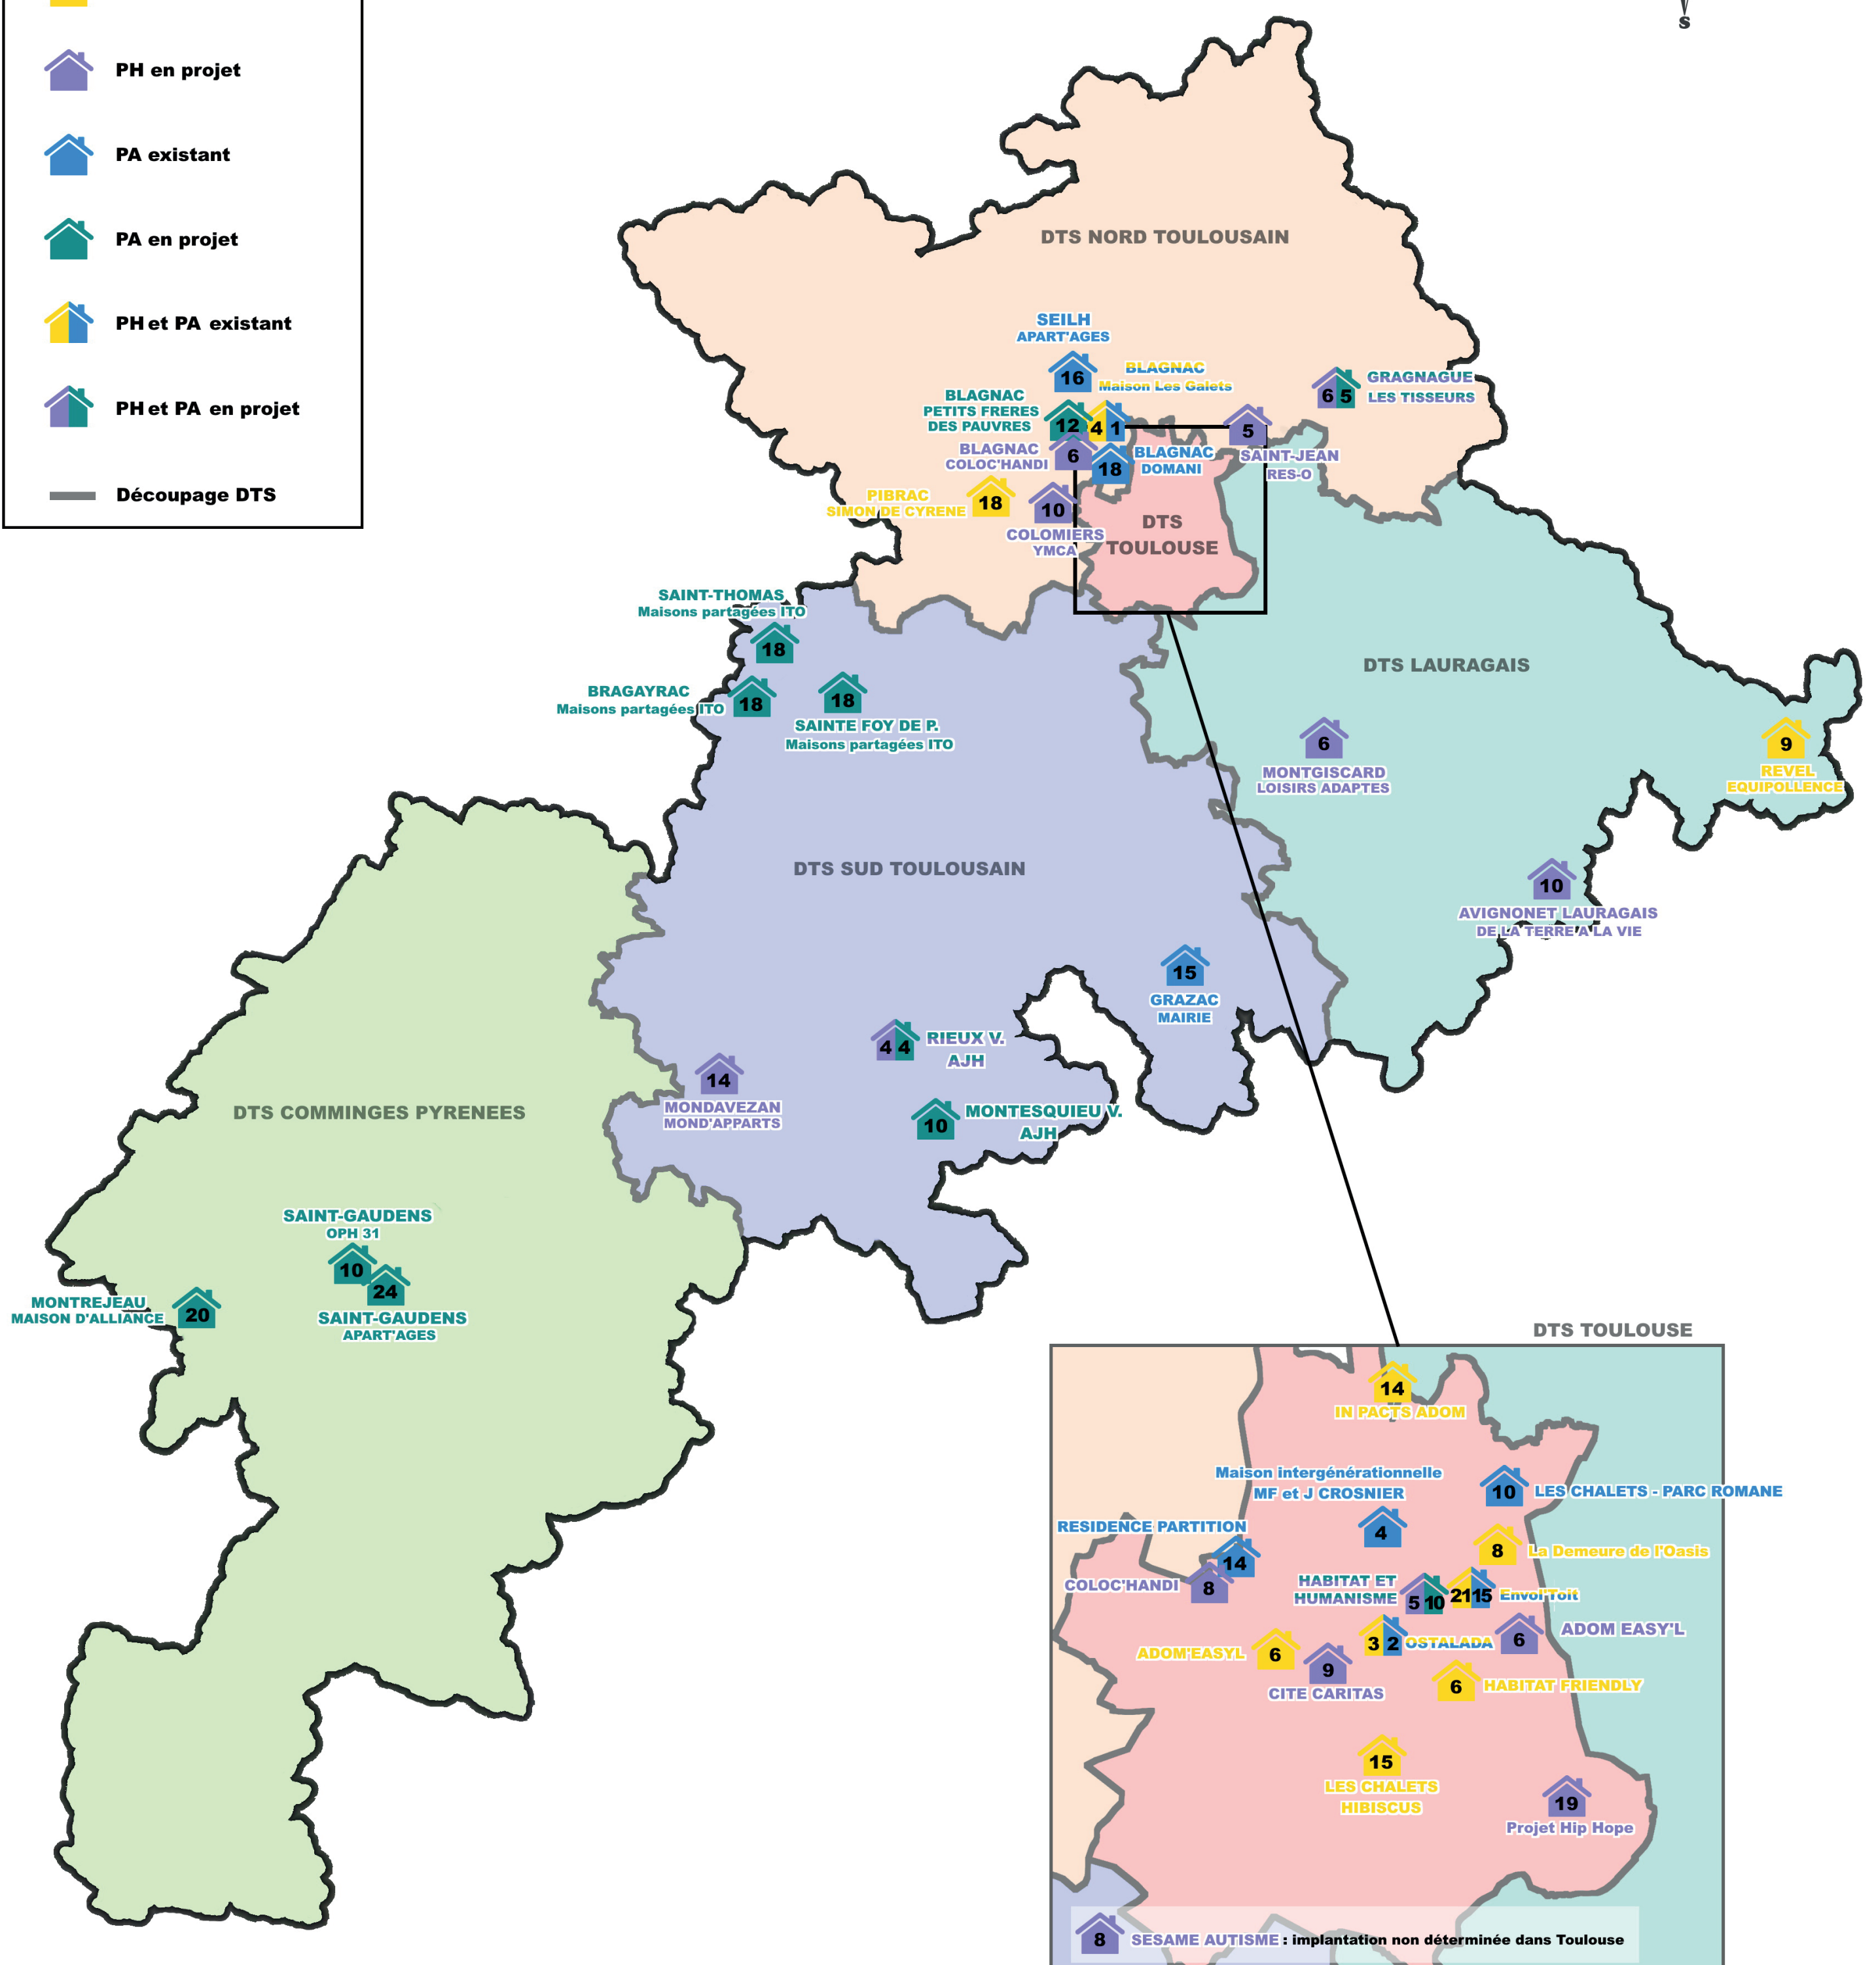 S
PH en projet
PA existant
PA en projet
PH et PA existant
PH et PA en projet
Découpage DTS
DTS NORD TOULOUSAIN
SEILH
APART'AGES
16
BLAGNAC
Maison Les Galets
4 1
BLAGNAC
PETITS FRERES
DES PAUVRES
12
GRAGNAGUE
LES TISSEURS
6 5
5
SAINT-JEAN
RES-O
BLAGNAC
COLOC'HANDI
6
BLAGNAC
DOMANI
18
PIBRAC
SIMON DE CYRENE
18
10
COLOMIERS
YMCA
DTS
TOULOUSE
SAINT-THOMAS
Maisons partagées ITO
18
BRAGAYRAC
Maisons partagées ITO
18
18
SAINTE FOY DE P.
Maisons partagées ITO
DTS LAURAGAIS
6
MONTGISCARD
LOISIRS ADAPTES
9
REVEL
EQUIPOLLENCE
10
AVIGNONET LAURAGAIS
DE LA TERRE A LA VIE
DTS SUD TOULOUSAIN
15
GRAZAC
MAIRIE
4 4
RIEUX V.
AJH
14
MONDAVEZAN
MOND'APPARTS
10
MONTESQUIEU V.
AJH
DTS COMMINGES PYRENEES
SAINT-GAUDENS
OPH 31
10
24
SAINT-GAUDENS
APART'AGES
MONTREJEAU
MAISON D'ALLIANCE
20
DTS TOULOUSE
14
IN PACTS ADOM
Maison intergénérationnelle
MF et J CROSNIER
4
10
LES CHALETS - PARC ROMANE
RESIDENCE PARTITION
14
8
La Demeure de l'Oasis
COLOC'HANDI
8
HABITAT ET
HUMANISME
5 10
21 15
Envol'Toit
3 2
OSTALADA
6
ADOM EASY'L
ADOM'EASYL
6
9
CITE CARITAS
6
HABITAT FRIENDLY
15
LES CHALETS
HIBISCUS
19
Projet Hip Hope
8
SESAME AUTISME : implantation non déterminée dans Toulouse